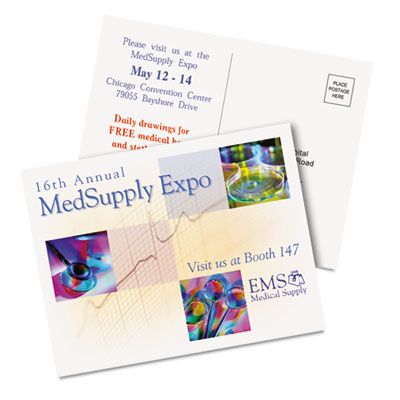 Please visit us at the
MedSupply Expo
May 12 - 14
Chicago Convention Center
79055 Bayshore Drive
Daily drawings for
FREE medical
and
PLACE
POSTAGE
HERE
Road
16th Annual
MedSupply Expo
Visit us at Booth 147
EMS
Medical Supply